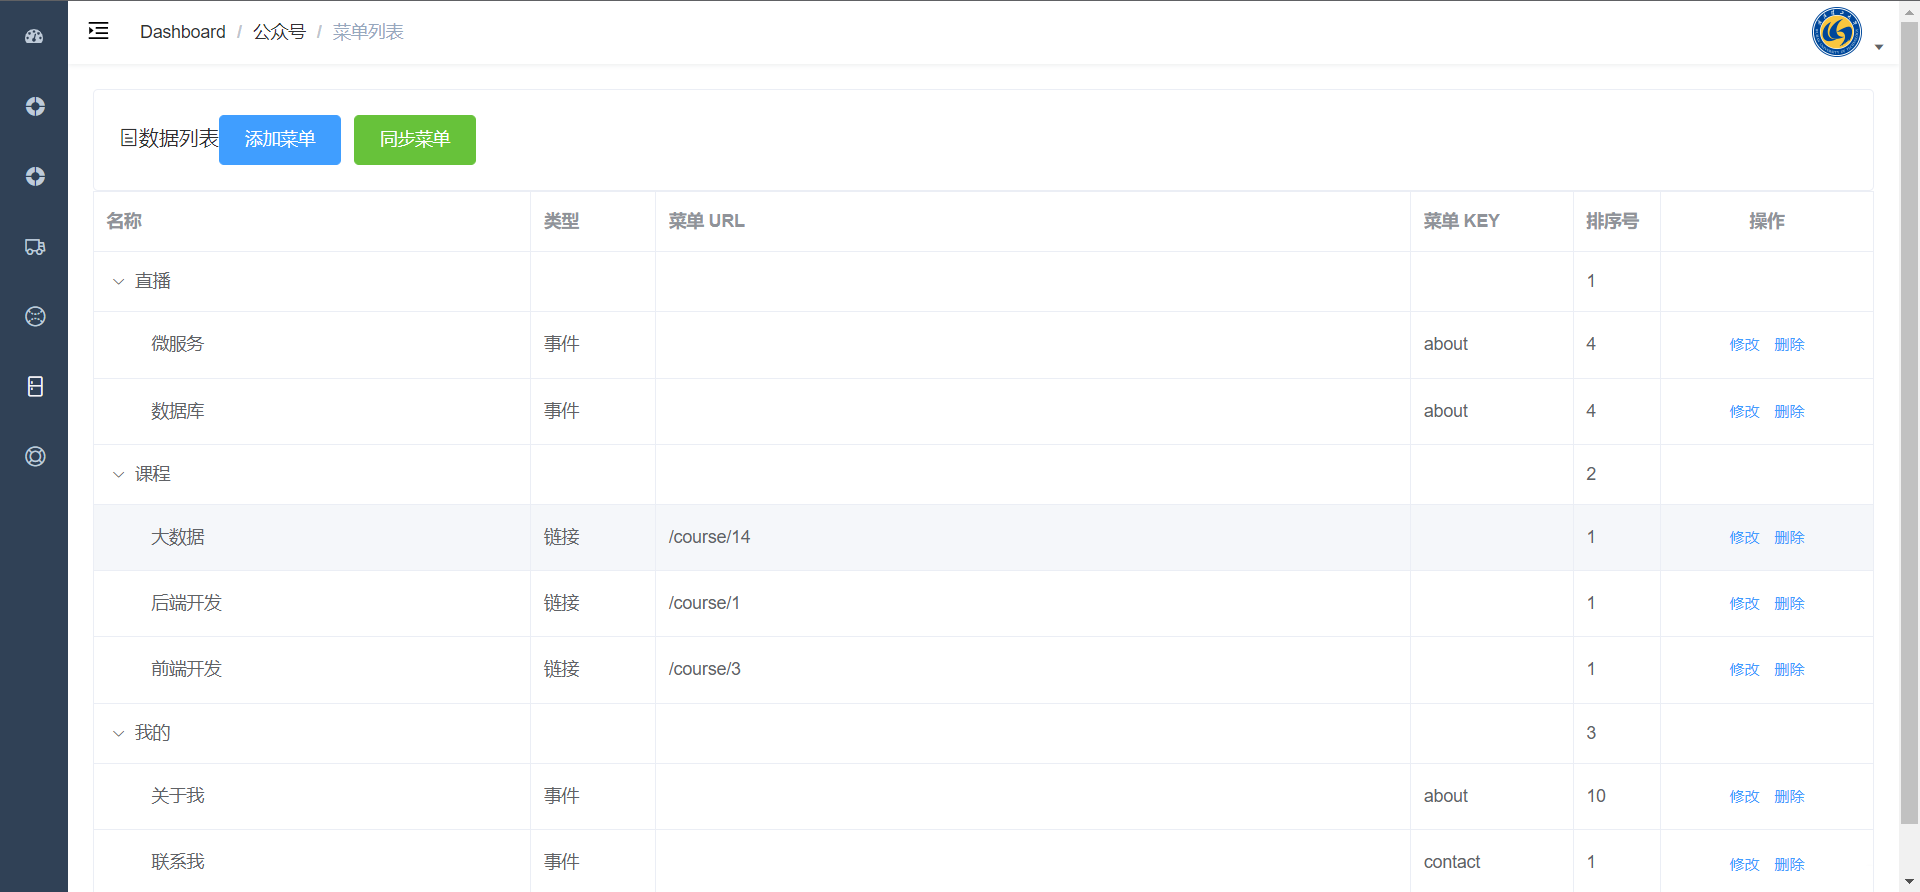 Dashboard / 公众号 / 菜单列表
数据列表 添加菜单 同步菜单
名称 类型 菜单 URL 菜单 KEY 排序号 操作
直播 1
微服务 事件 about 4 修改 删除
数据库 事件 about 4 修改 删除
课程 2
大数据 链接 /course/14 1 修改 删除
后端开发 链接 /course/1 1 修改 删除
前端开发 链接 /course/3 1 修改 删除
我的 3
关于我 事件 about 10 修改 删除
联系我 事件 contact 1 修改 删除